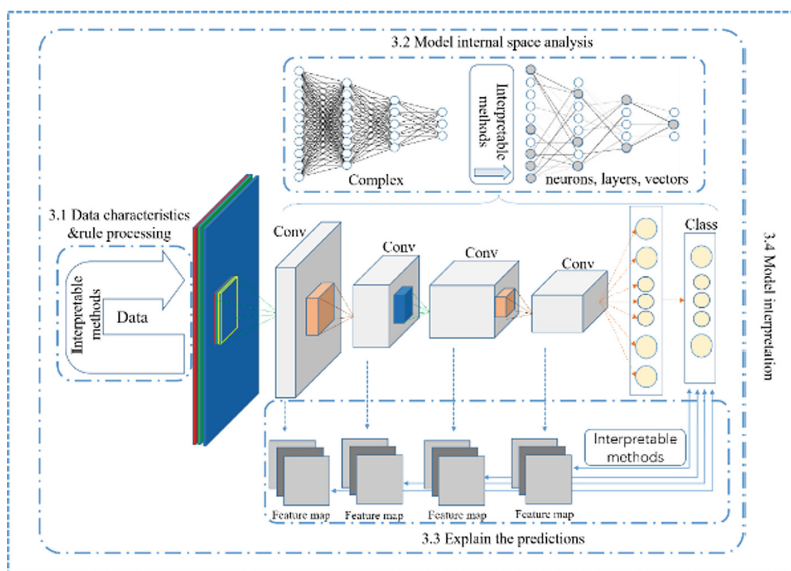 3.2 Model internal space analysis
Interpretable
methods
Complex
neurons, layers, vectors
3.1 Data characteristics
&rule processing
Interpretable
methods
Data
Conv
Conv
Conv
Conv
Class
3.4 Model interpretation
Interpretable
methods
Feature map
Feature map
Feature map
Feature map
3.3 Explain the predictions